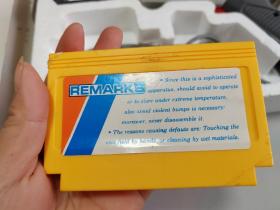 REMARKS
• Since this is a sophisticated
apparatus, should avoid to operate
or to store under extreme temperature,
also avoid violent bumps is necessary
moreover, never disassemble it.
• The reasons causing defaute are: Touching the
by hands, or cleaning by wet materials.